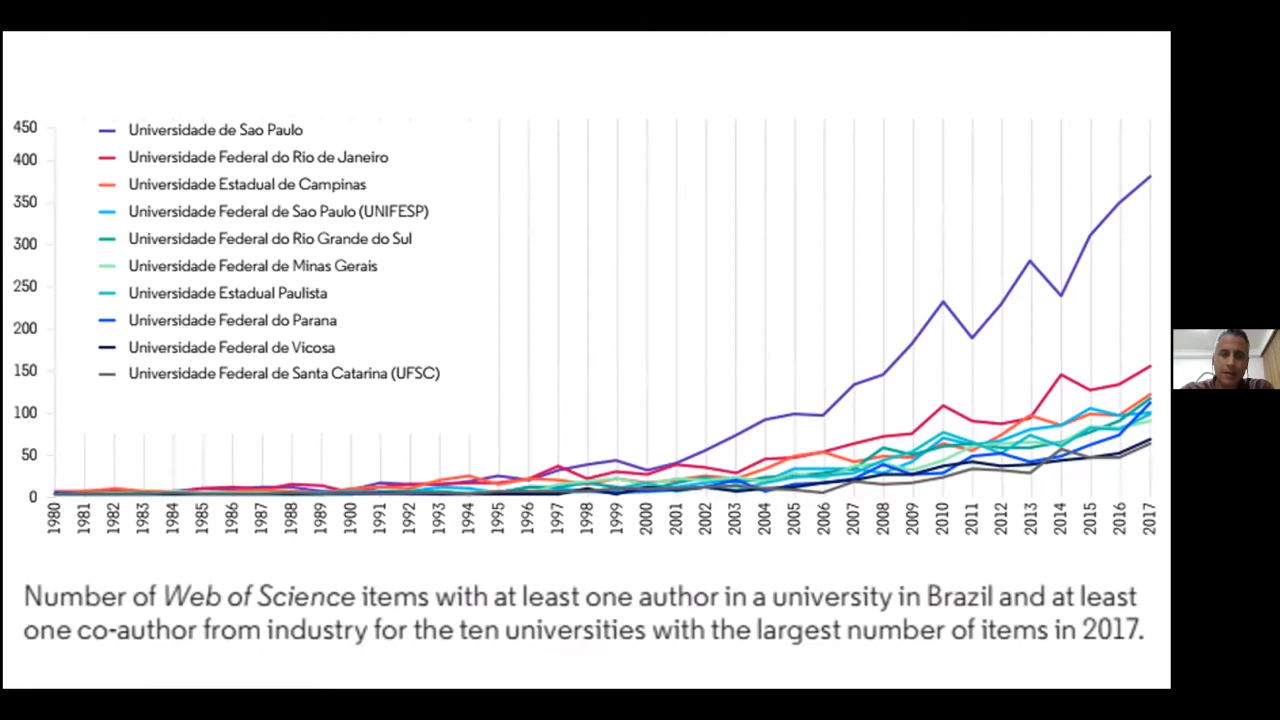 450
400
350
300
250
200
150
100
50
0
Universidade de Sao Paulo
Universidade Federal do Rio de Janeiro
Universidade Estadual de Campinas
Universidade Federal de Sao Paulo (UNIFESP)
Universidade Federal do Rio Grande do Sul
Universidade Federal de Minas Gerais
Universidade Estadual Paulista
Universidade Federal do Parana
Universidade Federal de Vicosa
Universidade Federal de Santa Catarina (UFSC)
1980 1981 1982 1983 1984 1985 1986 1987 1988 1989 1990 1991 1992 1993 1994 1995 1996 1997 1998 1999 2000 2001 2002 2003 2004 2005 2006 2007 2008 2009 2010 2011 2012 2013 2014 2015 2016 2017
Number of Web of Science items with at least one author in a university in Brazil and at least
one co-author from industry for the ten universities with the largest number of items in 2017.